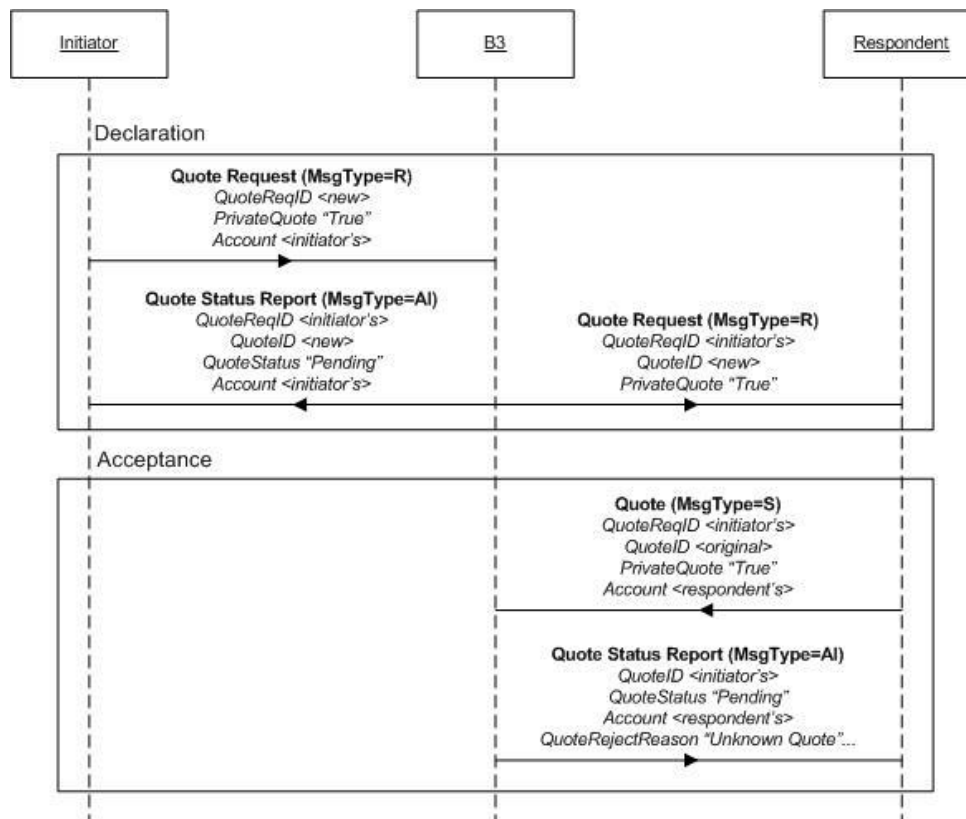 Initiator
B3
Respondent
Declaration
Quote Request (MsgType=R)
QuoteReqID <new>
PrivateQuote “True”
Account <initiator's>
Quote Status Report (MsgType=AI)
QuoteReqID <initiator's>
QuoteID <new>
QuoteStatus “Pending”
Account <initiator's>
Quote Request (MsgType=R)
QuoteReqID <initiator's>
QuoteID <new>
PrivateQuote “True”
Acceptance
Quote (MsgType=S)
QuoteReqID <initiator's>
QuoteID <original>
PrivateQuote “True”
Account <respondent's>
Quote Status Report (MsgType=AI)
QuoteID <initiator's>
QuoteStatus “Pending”
Account <respondent's>
QuoteRejectReason “Unknown Quote”...